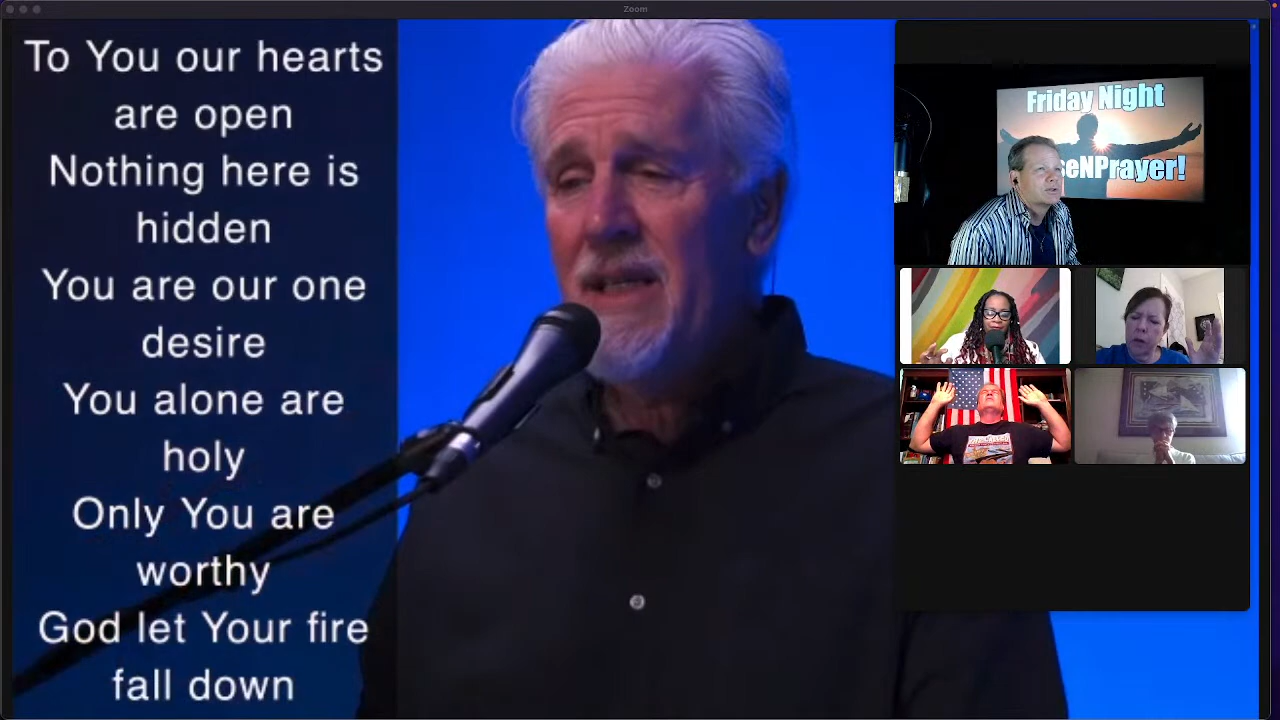 Zoom
To You our hearts
are open
Nothing here is
hidden
You are our one
desire
You alone are
holy
Only You are
worthy
God let Your fire
fall down
Friday Night
seNPrayer!